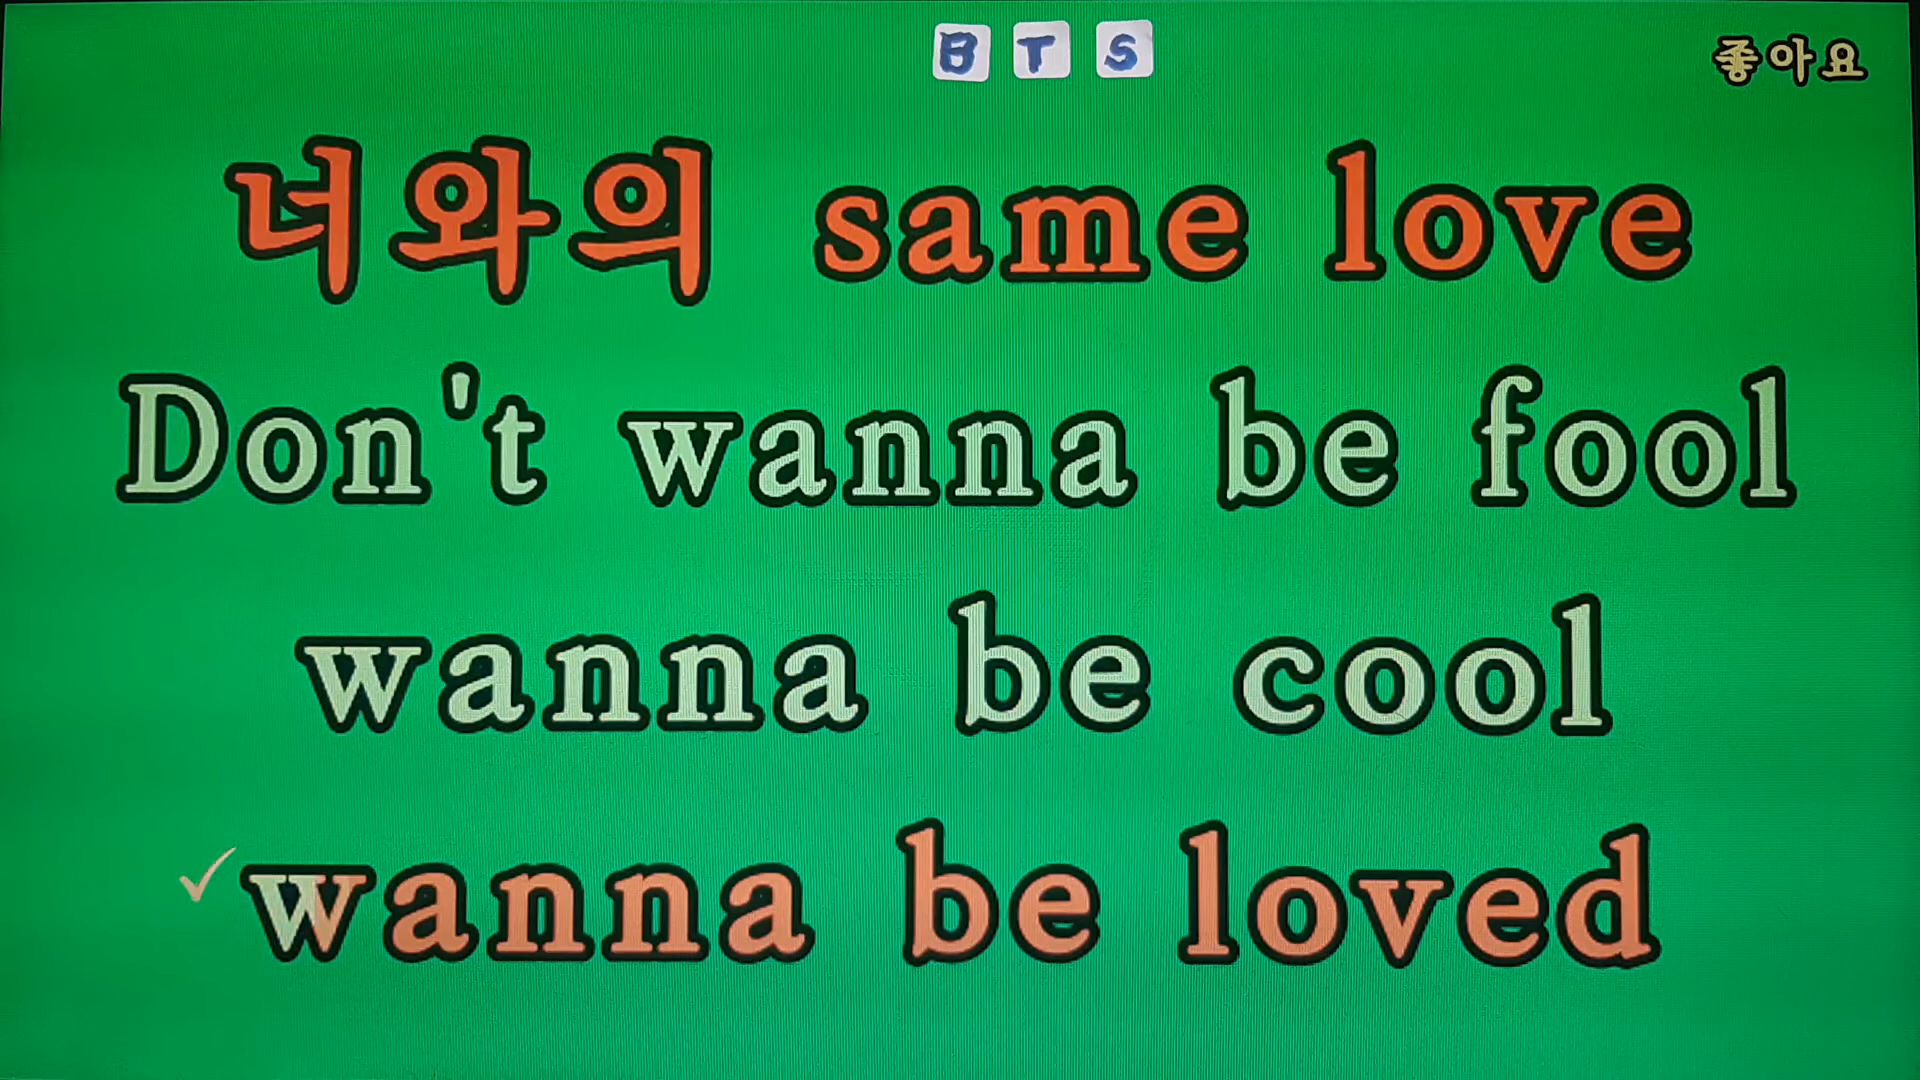 B T S
좋아요
너와의 same love
Don't wanna be fool
wanna be cool
wanna be loved